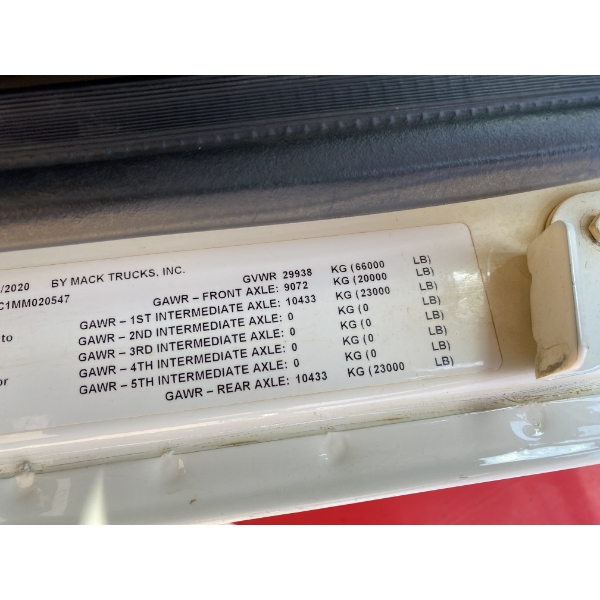 /2020 BY MACK TRUCKS, INC. GVWR 29938 KG (66000 LB)
C1MM020547 GAWR – FRONT AXLE: 9072 KG (20000 LB)
GAWR – 1ST INTERMEDIATE AXLE: 10433 KG (23000 LB)
to GAWR – 2ND INTERMEDIATE AXLE: 0 KG (0 LB)
GAWR – 3RD INTERMEDIATE AXLE: 0 KG (0 LB)
GAWR – 4TH INTERMEDIATE AXLE: 0 KG (0 LB)
or GAWR – 5TH INTERMEDIATE AXLE: 0 KG (0 LB)
GAWR – REAR AXLE: 10433 KG (23000 LB)